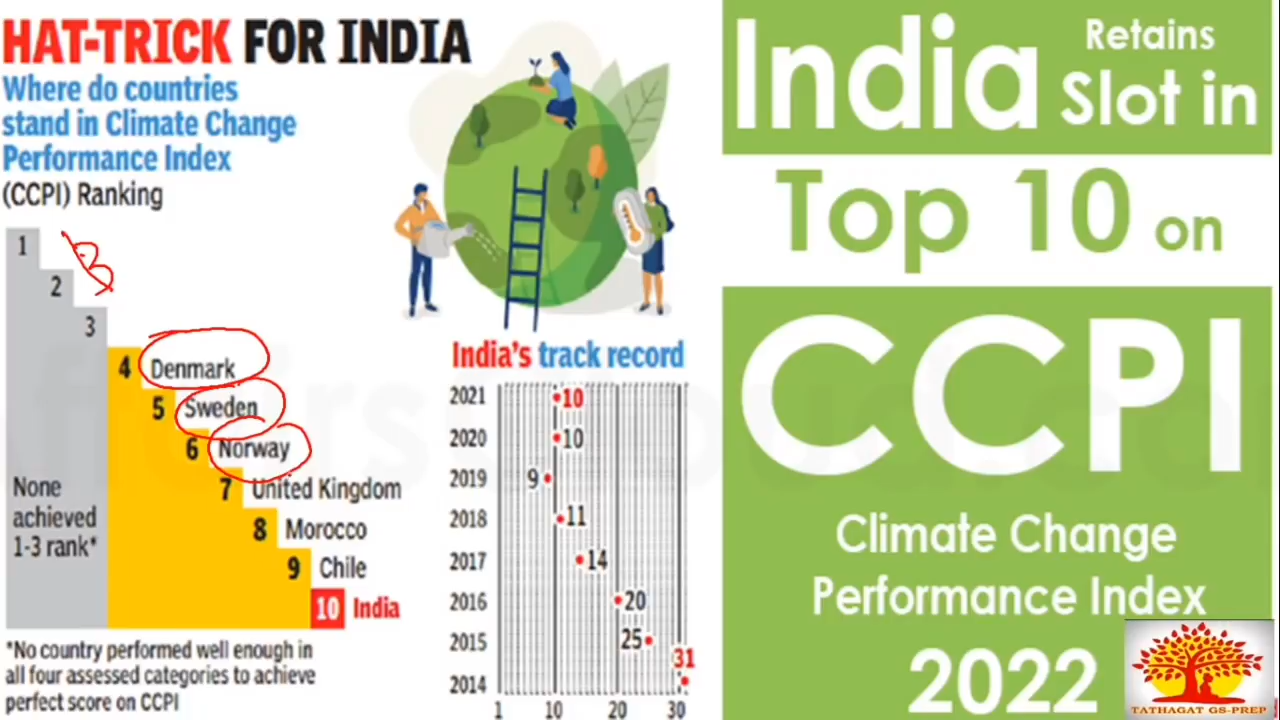 HAT-TRICK FOR INDIA
Where do countries
stand in Climate Change
Performance Index
(CCPI) Ranking
1
2
3
4 Denmark
5 Sweden
6 Norway
7 United Kingdom
8 Morocco
9 Chile
10 India
None
achieved
1-3 rank*
*No country performed well enough in
all four assessed categories to achieve
perfect score on CCPI
India's track record
2021 10
2020 10
2019 9
2018 11
2017 14
2016 20
2015 25
2014 31
1 10 20 30
India Retains
Slot in
Top 10 on
CCPI
Climate Change
Performance Index
2022
TATHAGAT GS-PREP